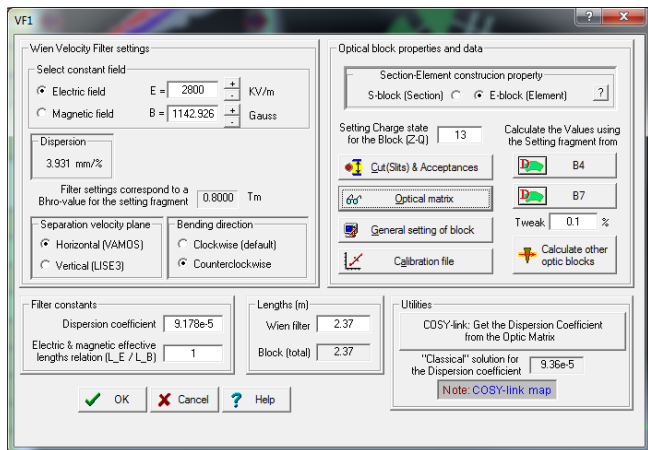 VF1
Wien Velocity Filter settings
Select constant field
Electric field E = 2800 + - KV/m
Magnetic field B = 1142.926 + - Gauss
Dispersion
3.931 mm/%
Filter settings correspond to a
Bhro-value for the setting fragment 0.8000 Tm
Separation velocity plane
Horizontal (VAMOS)
Vertical (LISE3)
Bending direction
Clockwise (default)
Counterclockwise
Filter constants
Dispersion coefficient 9.178e-5
Electric & magnetic effective
lengths relation (L_E / L_B) 1
Lengths (m)
Wien filter 2.37
Block (total) 2.37
OK Cancel ? Help
Optical block properties and data
Section-Element construcion property
S-block (Section) E-block (Element) ?
Setting Charge state
for the Block (Z-Q) 13
Cut(Slits) & Acceptances
Optical matrix
General setting of block
Calibration file
Calculate the Values using
the Setting fragment from
D B4
D B7
Tweak 0.1 %
Calculate other
optic blocks
Utilities
COSY-link: Get the Dispersion Coefficient
from the Optic Matrix
"Classical" solution for
the Dispersion coefficient 9.36e-5
Note: COSY-link map